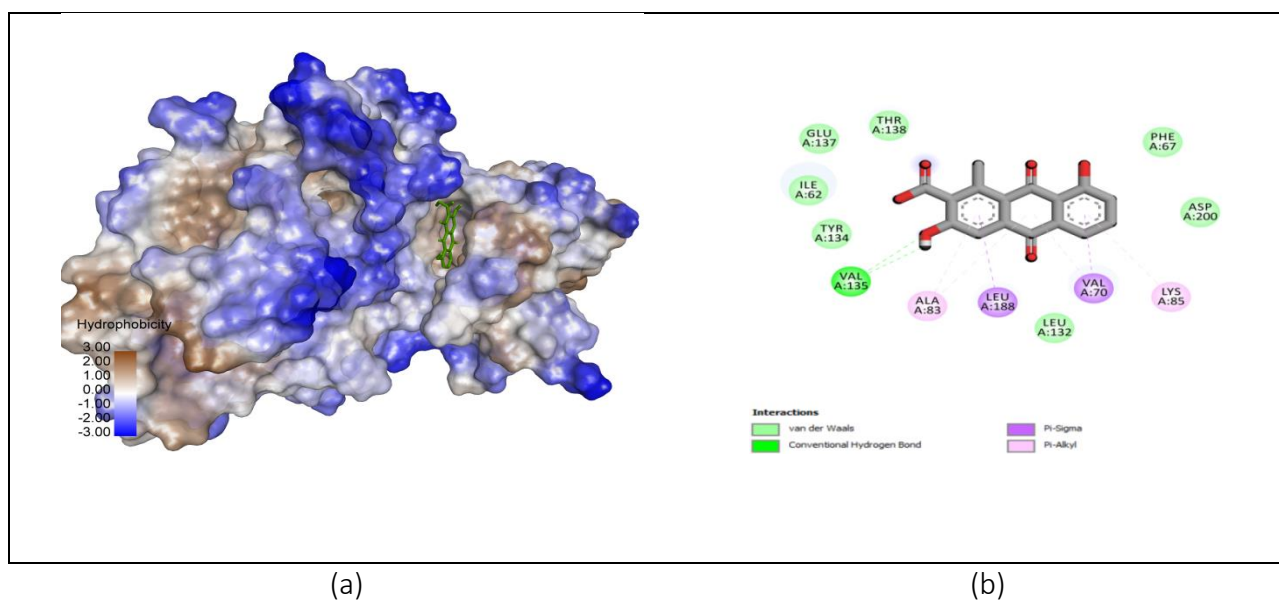 Hydrophobicity
3.00
2.00
1.00
0.00
-1.00
-2.00
-3.00
GLU
A:137
THR
A:138
PHE
A:67
ILE
A:62
ASP
A:200
TYR
A:134
VAL
A:135
ALA
A:83
LEU
A:188
VAL
A:70
LYS
A:85
LEU
A:132
Interactions
van der Waals
Conventional Hydrogen Bond
Pi-Sigma
Pi-Alkyl
(a)
(b)